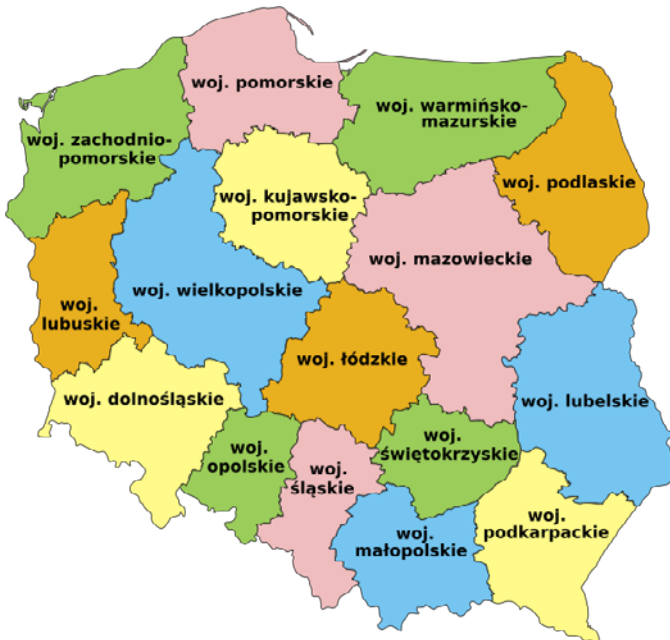 woj. pomorskie
woj. warmińsko-
mazurskie
woj. zachodnio-
pomorskie
woj. podlaskie
woj. kujawsko-
pomorskie
woj. mazowieckie
woj. wielkopolskie
woj.
lubuskie
woj. łódzkie
woj. dolnośląskie
woj. lubelskie
woj.
opolskie
woj.
śląskie
woj.
świętokrzyskie
woj.
małopolskie
woj.
podkarpackie